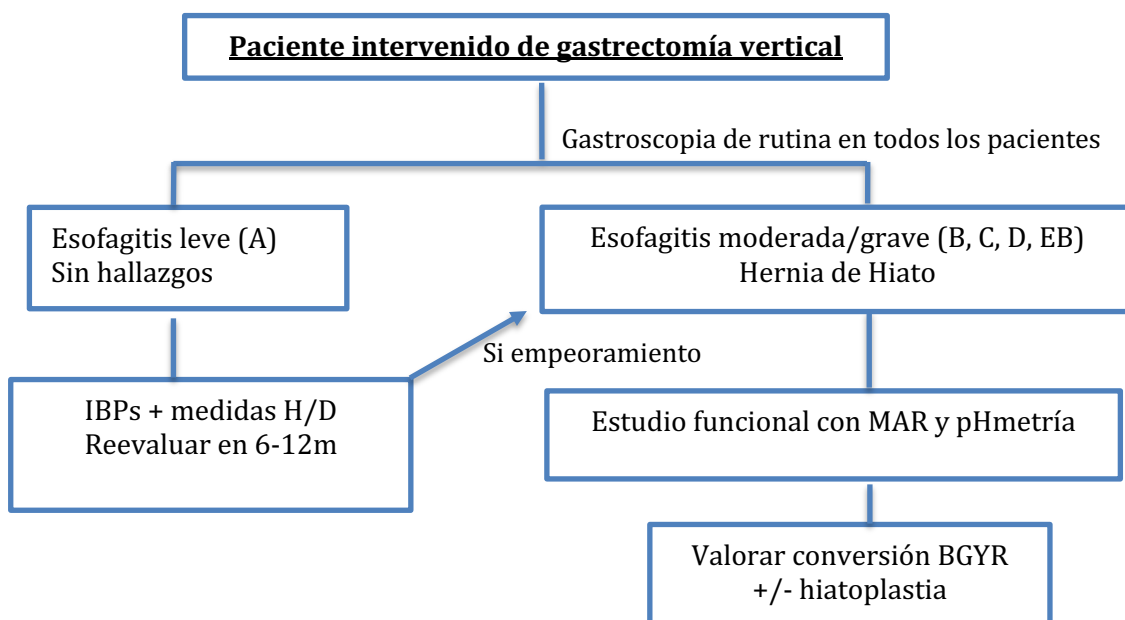 Paciente intervenido de gastrectomía vertical
Gastroscopia de rutina en todos los pacientes
Esofagitis leve (A)
Sin hallazgos
Esofagitis moderada/grave (B, C, D, EB)
Hernia de Hiato
Si empeoramiento
IBPs + medidas H/D
Reevaluar en 6-12m
Estudio funcional con MAR y pHmetría
Valorar conversión BGYR
+/- hiatoplastia